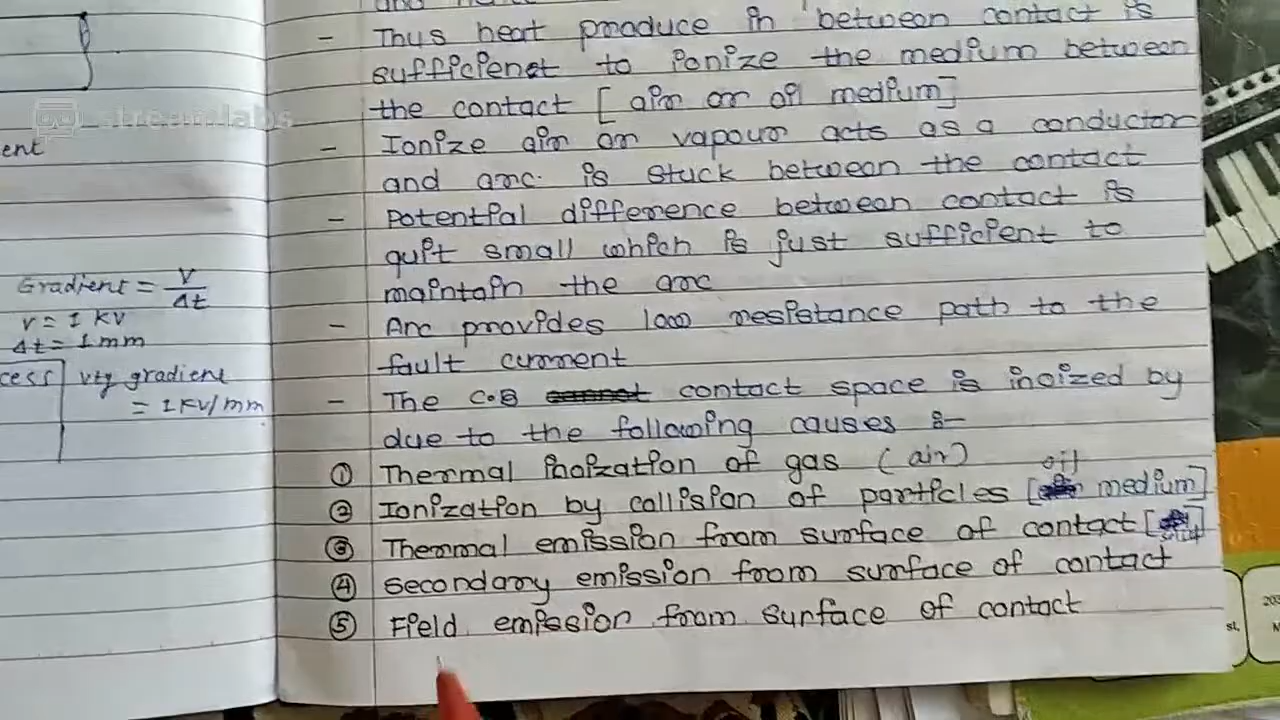 Thus heat produce in between contact is
sufficienet to ionize the medium between
the contact [ air or oil medium]
streamlabs
ent
- Ionize air or vapour acts as a conductor
and arc. is stuck between the contact
- potential difference between contact is
quit small which is just sufficient to
maintain the arc
Gradient = V / Δt
V = 1 KV
Δt = 1 mm
- Arc provides low resistance path to the
fault current
cess vtg gradient
= 1 KV/mm
- The C.B contact space is inoized by
due to the following causes :-
① Thermal inoization of gas (air)
② Ionization by collision of particles [oil medium]
③ Thermal emission from surface of contact
④ secondary emission from surface of contact
⑤ Field emission from surface of contact